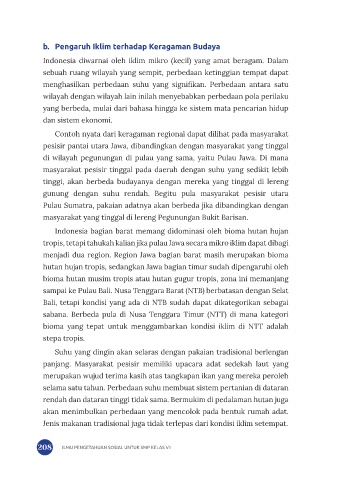 b. Pengaruh Iklim terhadap Keragaman Budaya
Indonesia diwarnai oleh iklim mikro (kecil) yang amat beragam. Dalam
sebuah ruang wilayah yang sempit, perbedaan ketinggian tempat dapat
menghasilkan perbedaan suhu yang signifikan. Perbedaan antara satu
wilayah dengan wilayah lain inilah menyebabkan perbedaan pola perilaku
yang berbeda, mulai dari bahasa hingga ke sistem mata pencarian hidup
dan sistem ekonomi.
Contoh nyata dari keragaman regional dapat dilihat pada masyarakat
pesisir pantai utara Jawa, dibandingkan dengan masyarakat yang tinggal
di wilayah pegunungan di pulau yang sama, yaitu Pulau Jawa. Di mana
masyarakat pesisir tinggal pada daerah dengan suhu yang sedikit lebih
tinggi, akan berbeda budayanya dengan mereka yang tinggal di lereng
gunung dengan suhu rendah. Begitu pula masyarakat pesisir utara
Pulau Sumatra, pakaian adatnya akan berbeda jika dibandingkan dengan
masyarakat yang tinggal di lereng Pegunungan Bukit Barisan.
Indonesia bagian barat memang didominasi oleh bioma hutan hujan
tropis, tetapi tahukah kalian jika pulau Jawa secara mikro iklim dapat dibagi
menjadi dua region. Region Jawa bagian barat masih merupakan bioma
hutan hujan tropis, sedangkan Jawa bagian timur sudah dipengaruhi oleh
bioma hutan musim tropis atau hutan gugur tropis, zona ini memanjang
sampai ke Pulau Bali. Nusa Tenggara Barat (NTB) berbatasan dengan Selat
Bali, tetapi kondisi yang ada di NTB sudah dapat dikategorikan sebagai
sabana. Berbeda pula di Nusa Tenggara Timur (NTT) di mana kategori
bioma yang tepat untuk menggambarkan kondisi iklim di NTT adalah
stepa tropis.
Suhu yang dingin akan selaras dengan pakaian tradisional berlengan
panjang. Masyarakat pesisir memiliki upacara adat sedekah laut yang
merupakan wujud terima kasih atas tangkapan ikan yang mereka peroleh
selama satu tahun. Perbedaan suhu membuat sistem pertanian di dataran
rendah dan dataran tinggi tidak sama. Bermukim di pedalaman hutan juga
akan menimbulkan perbedaan yang mencolok pada bentuk rumah adat.
Jenis makanan tradisional juga tidak terlepas dari kondisi iklim setempat.
208 ILMU PENGETAHUAN SOSIAL UNTUK SMP KELAS VII